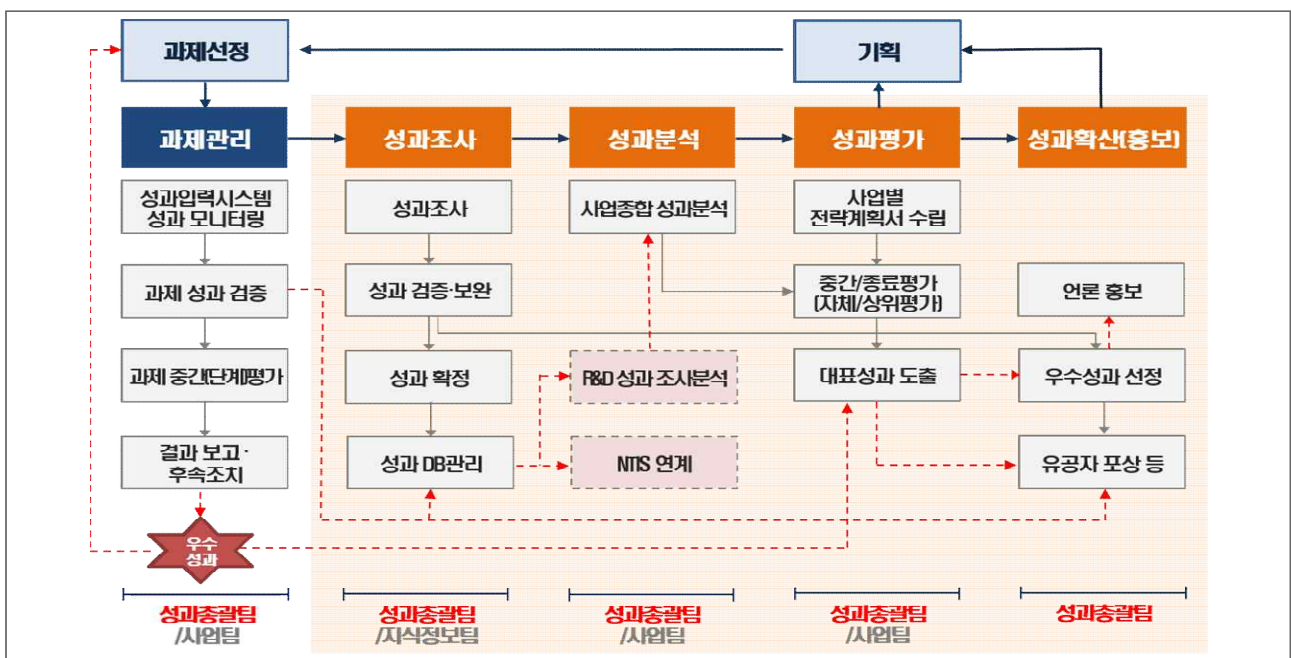 과제선정
기획
과제관리
성과조사
성과분석
성과평가
성과확산(홍보)
성과입력시스템
성과 모니터링
성과조사
사업종합 성과분석
사업별
전략계획서 수립
과제 성과 검증
성과 검증·보완
중간/종료평가
(자체/상위평가)
언론 홍보
과제 중간(단계)평가
성과 확정
R&D 성과 조사분석
대표성과 도출
우수성과 선정
결과 보고·
후속조치
성과 DB관리
NTIS 연계
유공자 포상 등
우수
성과
성과총괄팀
/사업팀
성과총괄팀
/지식정보팀
성과총괄팀
/사업팀
성과총괄팀
/사업팀
성과총괄팀